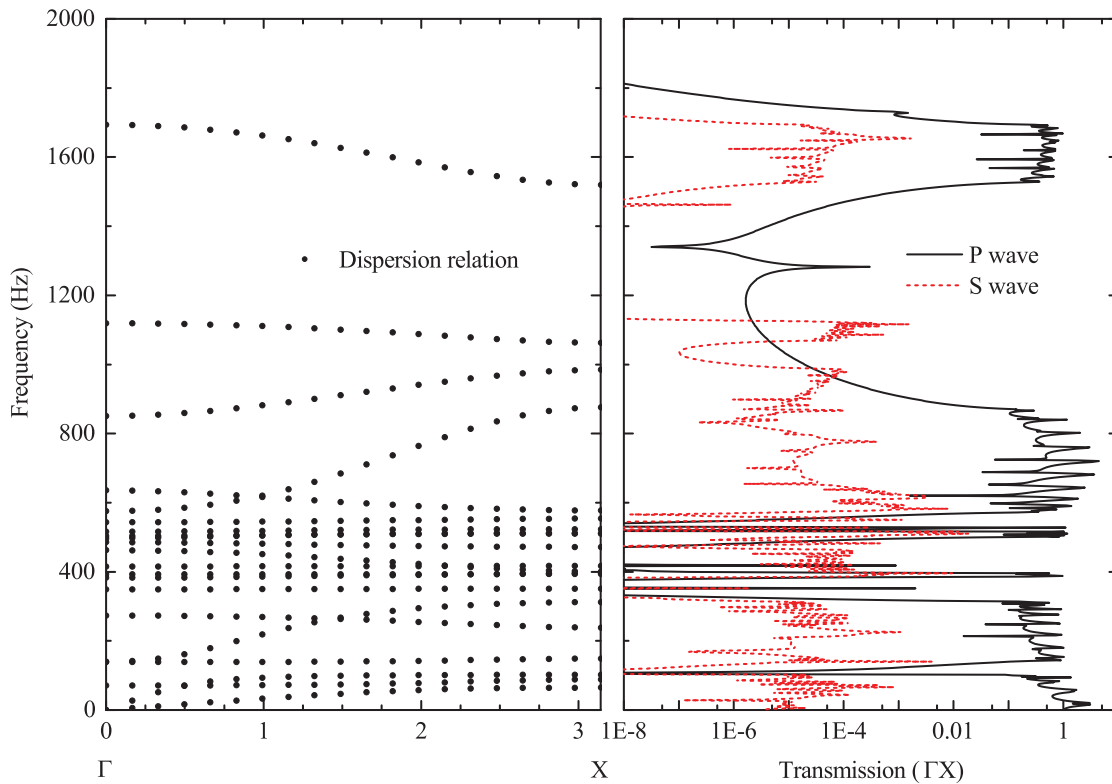 2000
1600
1200
800
400
0
Frequency (Hz)
Dispersion relation
0 1 2 3
Γ X
P wave
S wave
1E-8 1E-6 1E-4 0.01 1
Transmission (ΓX)